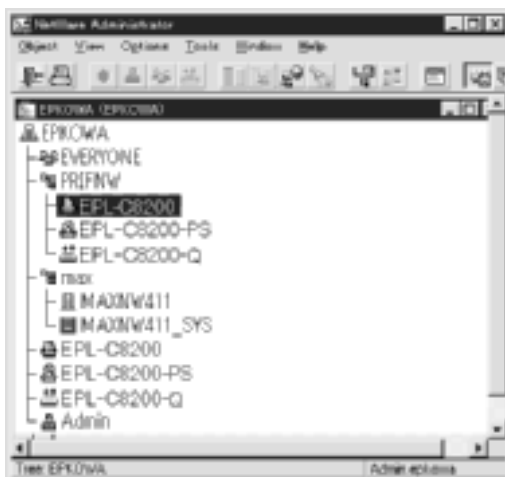 NetWare Administrator
Object View Options Tools Window Help
EPKOWA (EPKOWA)
EPKOWA
EVERYONE
PRIFNW
EPL-C8200
EPL-C8200-PS
EPL-C8200-Q
max
MAXNW411
MAXNW411_SYS
EPL-C8200
EPL-C8200-PS
EPL-C8200-Q
Admin
Tree: EPKOWA Admin epkowa